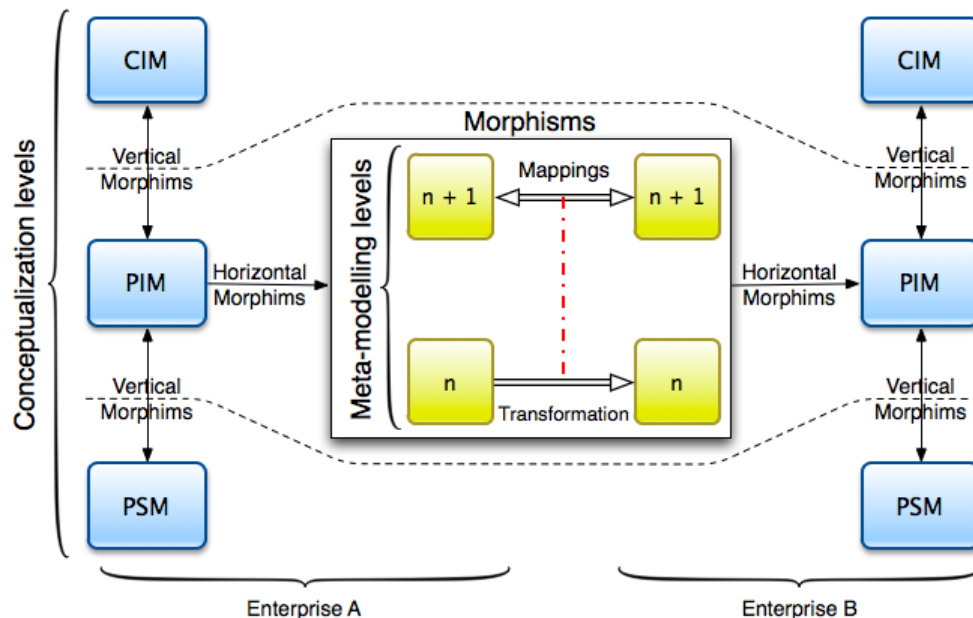 CIM
CIM
Morphisms
Vertical
Morphims
Vertical
Morphims
Mappings
n + 1
n + 1
Conceptualization levels
Meta-modelling levels
PIM
Horizontal
Morphims
Horizontal
Morphims
PIM
Vertical
Morphims
n
n
Transformation
Vertical
Morphims
PSM
PSM
Enterprise A
Enterprise B